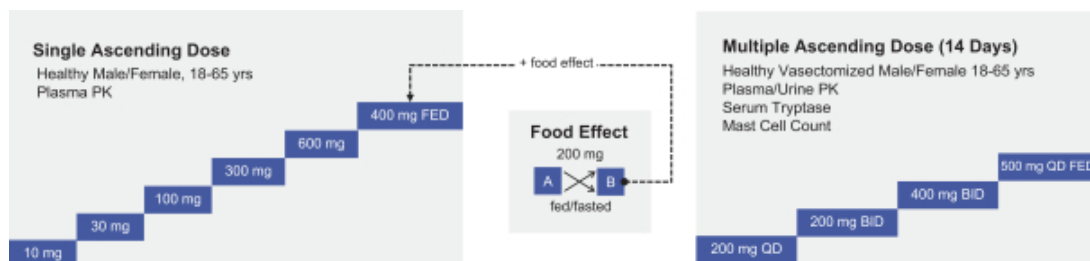 Single Ascending Dose
Healthy Male/Female, 18-65 yrs
Plasma PK
400 mg FED
600 mg
300 mg
100 mg
30 mg
10 mg
+ food effect
Food Effect
200 mg
A
B
fed/fasted
Multiple Ascending Dose (14 Days)
Healthy Vasectomized Male/Female 18-65 yrs
Plasma/Urine PK
Serum Tryptase
Mast Cell Count
500 mg QD FED
400 mg BID
200 mg BID
200 mg QD